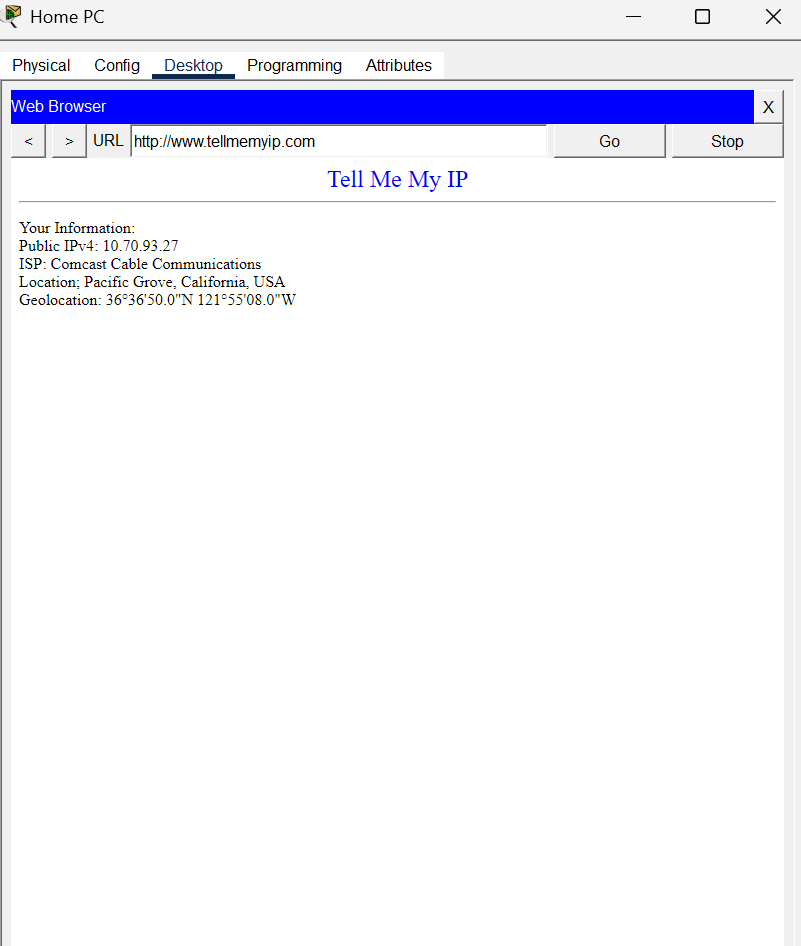 Home PC
Physical Config Desktop Programming Attributes
Web Browser X
< > URL http://www.tellmemyip.com Go Stop
Tell Me My IP
Your Information:
Public IPv4: 10.70.93.27
ISP: Comcast Cable Communications
Location; Pacific Grove, California, USA
Geolocation: 36°36'50.0"N 121°55'08.0"W